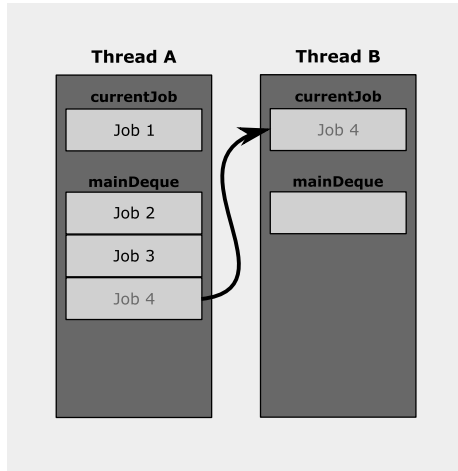 Thread A
currentJob
Job 1
mainDeque
Job 2
Job 3
Job 4
Thread B
currentJob
Job 4
mainDeque